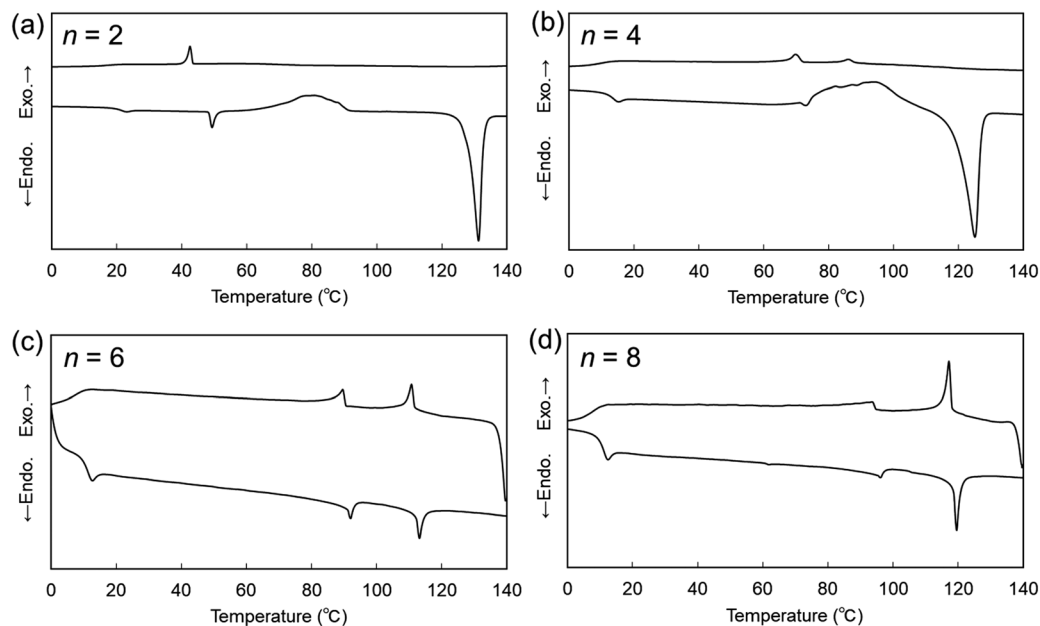 (a)
n = 2
←Endo. Exo.→
0 20 40 60 80 100 120 140
Temperature (℃)
(b)
n = 4
←Endo. Exo.→
0 20 40 60 80 100 120 140
Temperature (℃)
(c)
n = 6
←Endo. Exo.→
0 20 40 60 80 100 120 140
Temperature (℃)
(d)
n = 8
←Endo. Exo.→
0 20 40 60 80 100 120 140
Temperature (℃)